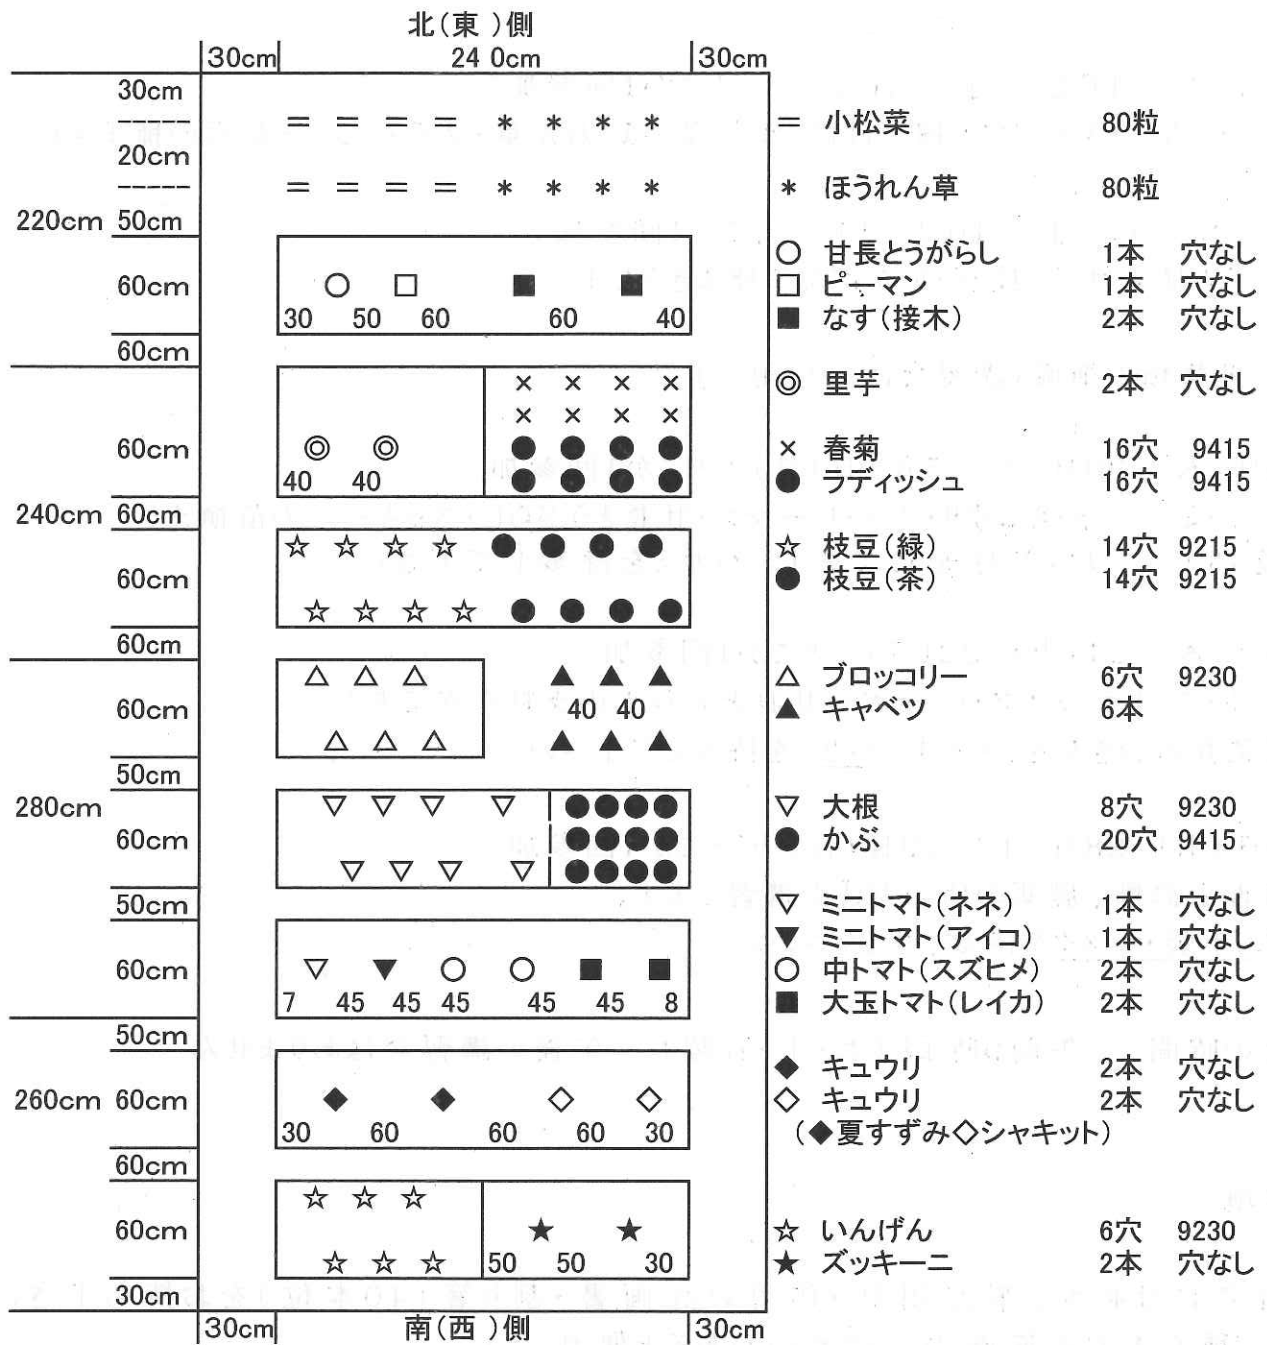 北(東 )側
30cm 24 0cm 30cm
30cm
= = = = * * * * = 小松菜 80粒
20cm
= = = = * * * * * ほうれん草 80粒
220cm 50cm
○ 甘長とうがらし 1本 穴なし
60cm ○ □ ■ ■ □ ピーマン 1本 穴なし
30 50 60 60 40 ■ なす(接木) 2本 穴なし
60cm
× × × × ◎ 里芋 2本 穴なし
× × × ×
60cm ◎ ◎ ● ● ● ● × 春菊 16穴 9415
40 40 ● ● ● ● ● ラディッシュ 16穴 9415
240cm 60cm
☆ ☆ ☆ ☆ ● ● ● ● ☆ 枝豆(緑) 14穴 9215
60cm ● 枝豆(茶) 14穴 9215
☆ ☆ ☆ ☆ ● ● ● ●
60cm
△ △ △ ▲ ▲ ▲ △ ブロッコリー 6穴 9230
60cm 40 40 ▲ キャベツ 6本
△ △ △ ▲ ▲ ▲
50cm
280cm ▽ ▽ ▽ ▽ ● ● ● ● ▽ 大根 8穴 9230
60cm ● ● ● ● ● かぶ 20穴 9415
▽ ▽ ▽ ▽ ● ● ● ●
50cm ▽ ミニトマト(ネネ) 1本 穴なし
▼ ミニトマト(アイコ) 1本 穴なし
60cm ▽ ▼ ○ ○ ■ ■ ○ 中トマト(スズヒメ) 2本 穴なし
7 45 45 45 45 45 8 ■ 大玉トマト(レイカ) 2本 穴なし
50cm
◆ キュウリ 2本 穴なし
260cm 60cm ◆ ◆ ◇ ◇ ◇ キュウリ 2本 穴なし
30 60 60 60 30 (◆夏すずみ◇シャキット)
60cm
☆ ☆ ☆
60cm ★ ★ ☆ いんげん 6穴 9230
☆ ☆ ☆ 50 50 30 ★ ズッキーニ 2本 穴なし
30cm
30cm 南(西 )側 30cm